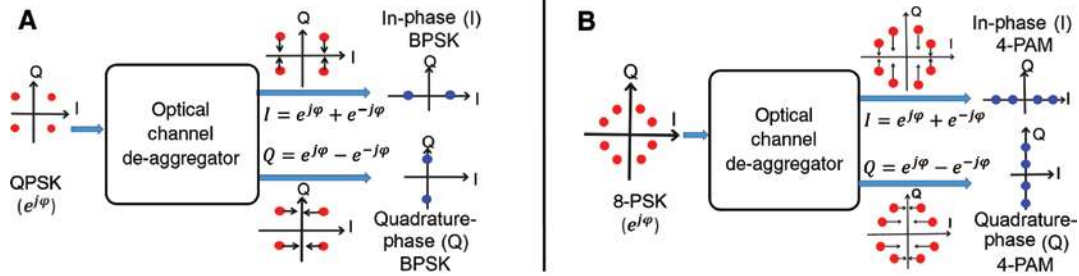 A
Q
I
QPSK
(e^{jφ})
Optical
channel
de-aggregator
Q
I
In-phase (I)
BPSK
Q
I
I = e^{jφ} + e^{-jφ}
Q = e^{jφ} − e^{-jφ}
Q
I
Q
Quadrature-
phase (Q)
BPSK
B
Q
I
8-PSK
(e^{jφ})
Optical
channel
de-aggregator
Q
I
In-phase (I)
4-PAM
Q
I
I = e^{jφ} + e^{-jφ}
Q = e^{jφ} − e^{-jφ}
Q
I
Q
I
Quadrature-
phase (Q)
4-PAM